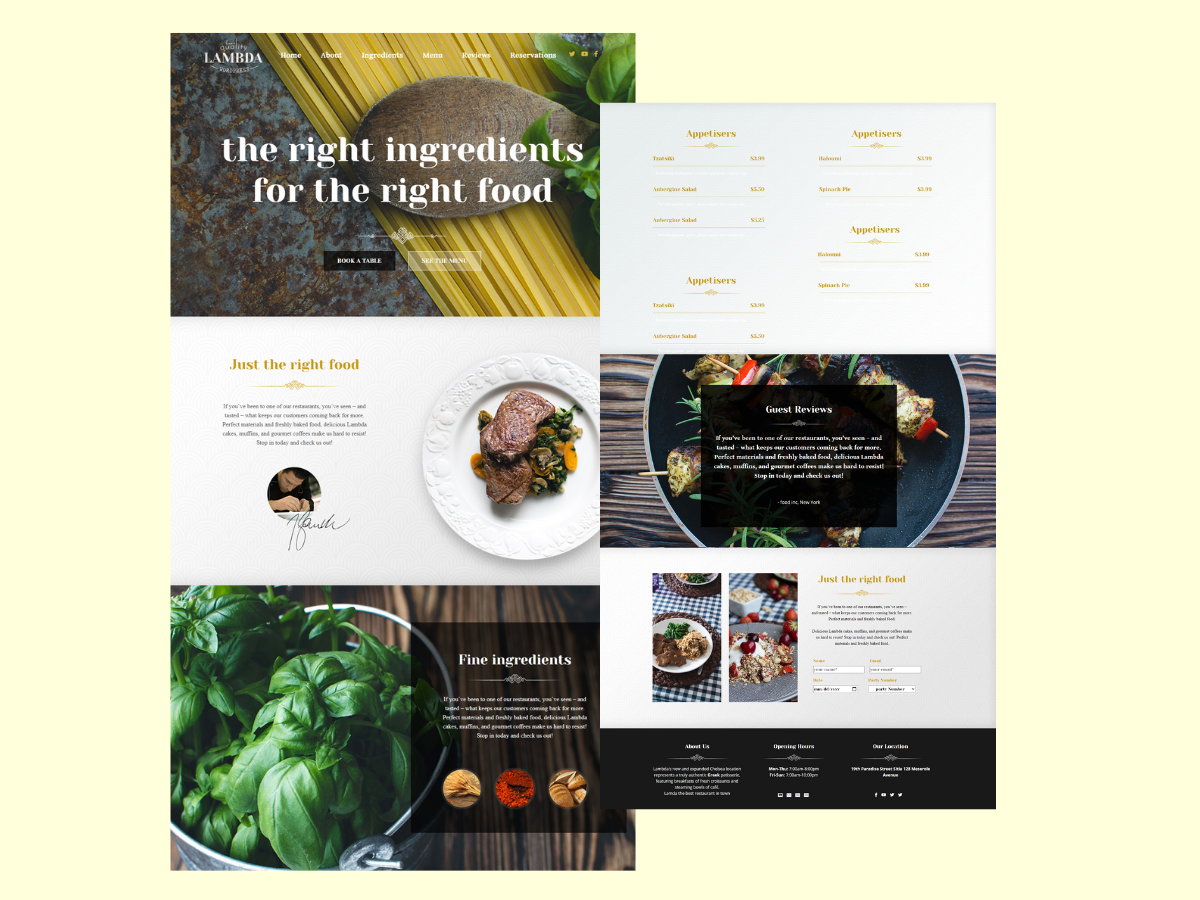 quality
LAMBDA
Home About Ingredients Menu Reviews Reservations
the right ingredients
for the right food
BOOK A TABLE SEE THE MENU
Just the right food
If you've been to one of our restaurants, you've seen – and
tasted – what keeps our customers coming back for more.
Perfect materials and freshly baked food, delicious Lambda
cakes, muffins, and gourmet coffees make us hard to resist!
Stop in today and check us out!
Fine ingredients
If you've been to one of our restaurants, you've seen – and
tasted – what keeps our customers coming back for more.
Perfect materials and freshly baked food, delicious Lambda
cakes, muffins, and gourmet coffees make us hard to resist!
Stop in today and check us out!
Appetisers
Tzatsiki $3.99
Aubergine Salad $5.50
Aubergine Salad $5.25
Appetisers
Tzatsiki $3.99
Aubergine Salad $5.50
Appetisers
Haloumi $3.99
Spinach Pie $3.99
Appetisers
Haloumi $3.99
Spinach Pie $3.99
Guest Reviews
If you've been to one of our restaurants, you've seen – and
tasted – what keeps our customers coming back for more.
Perfect materials and freshly baked food, delicious Lambda
cakes, muffins, and gourmet coffees make us hard to resist!
Stop in today and check us out!
- food inc, New York
Just the right food
If you've been to one of our restaurants, you've seen –
and tasted – what keeps our customers coming back for more.
Perfect materials and freshly baked food.
Delicious Lambda cakes, muffins, and gourmet coffees make
us hard to resist! Stop in today and check us out! Perfect
materials and freshly baked food.
Name Email
your name* your email*
Date Party Number
mm/dd/yyyy party Number
About Us
Lambda's new and expanded Chelsea location
represents a truly authentic Greek patisserie,
featuring breakfasts of fresh croissants and
steaming bowls of café.
Lamda the best restaurant in town
Opening Hours
Mon-Thu: 7:00am-8:00pm
Fri-Sun: 7:00am-10:00pm
Our Location
19th Paradise Street Sitia 128 Meserole
Avenue